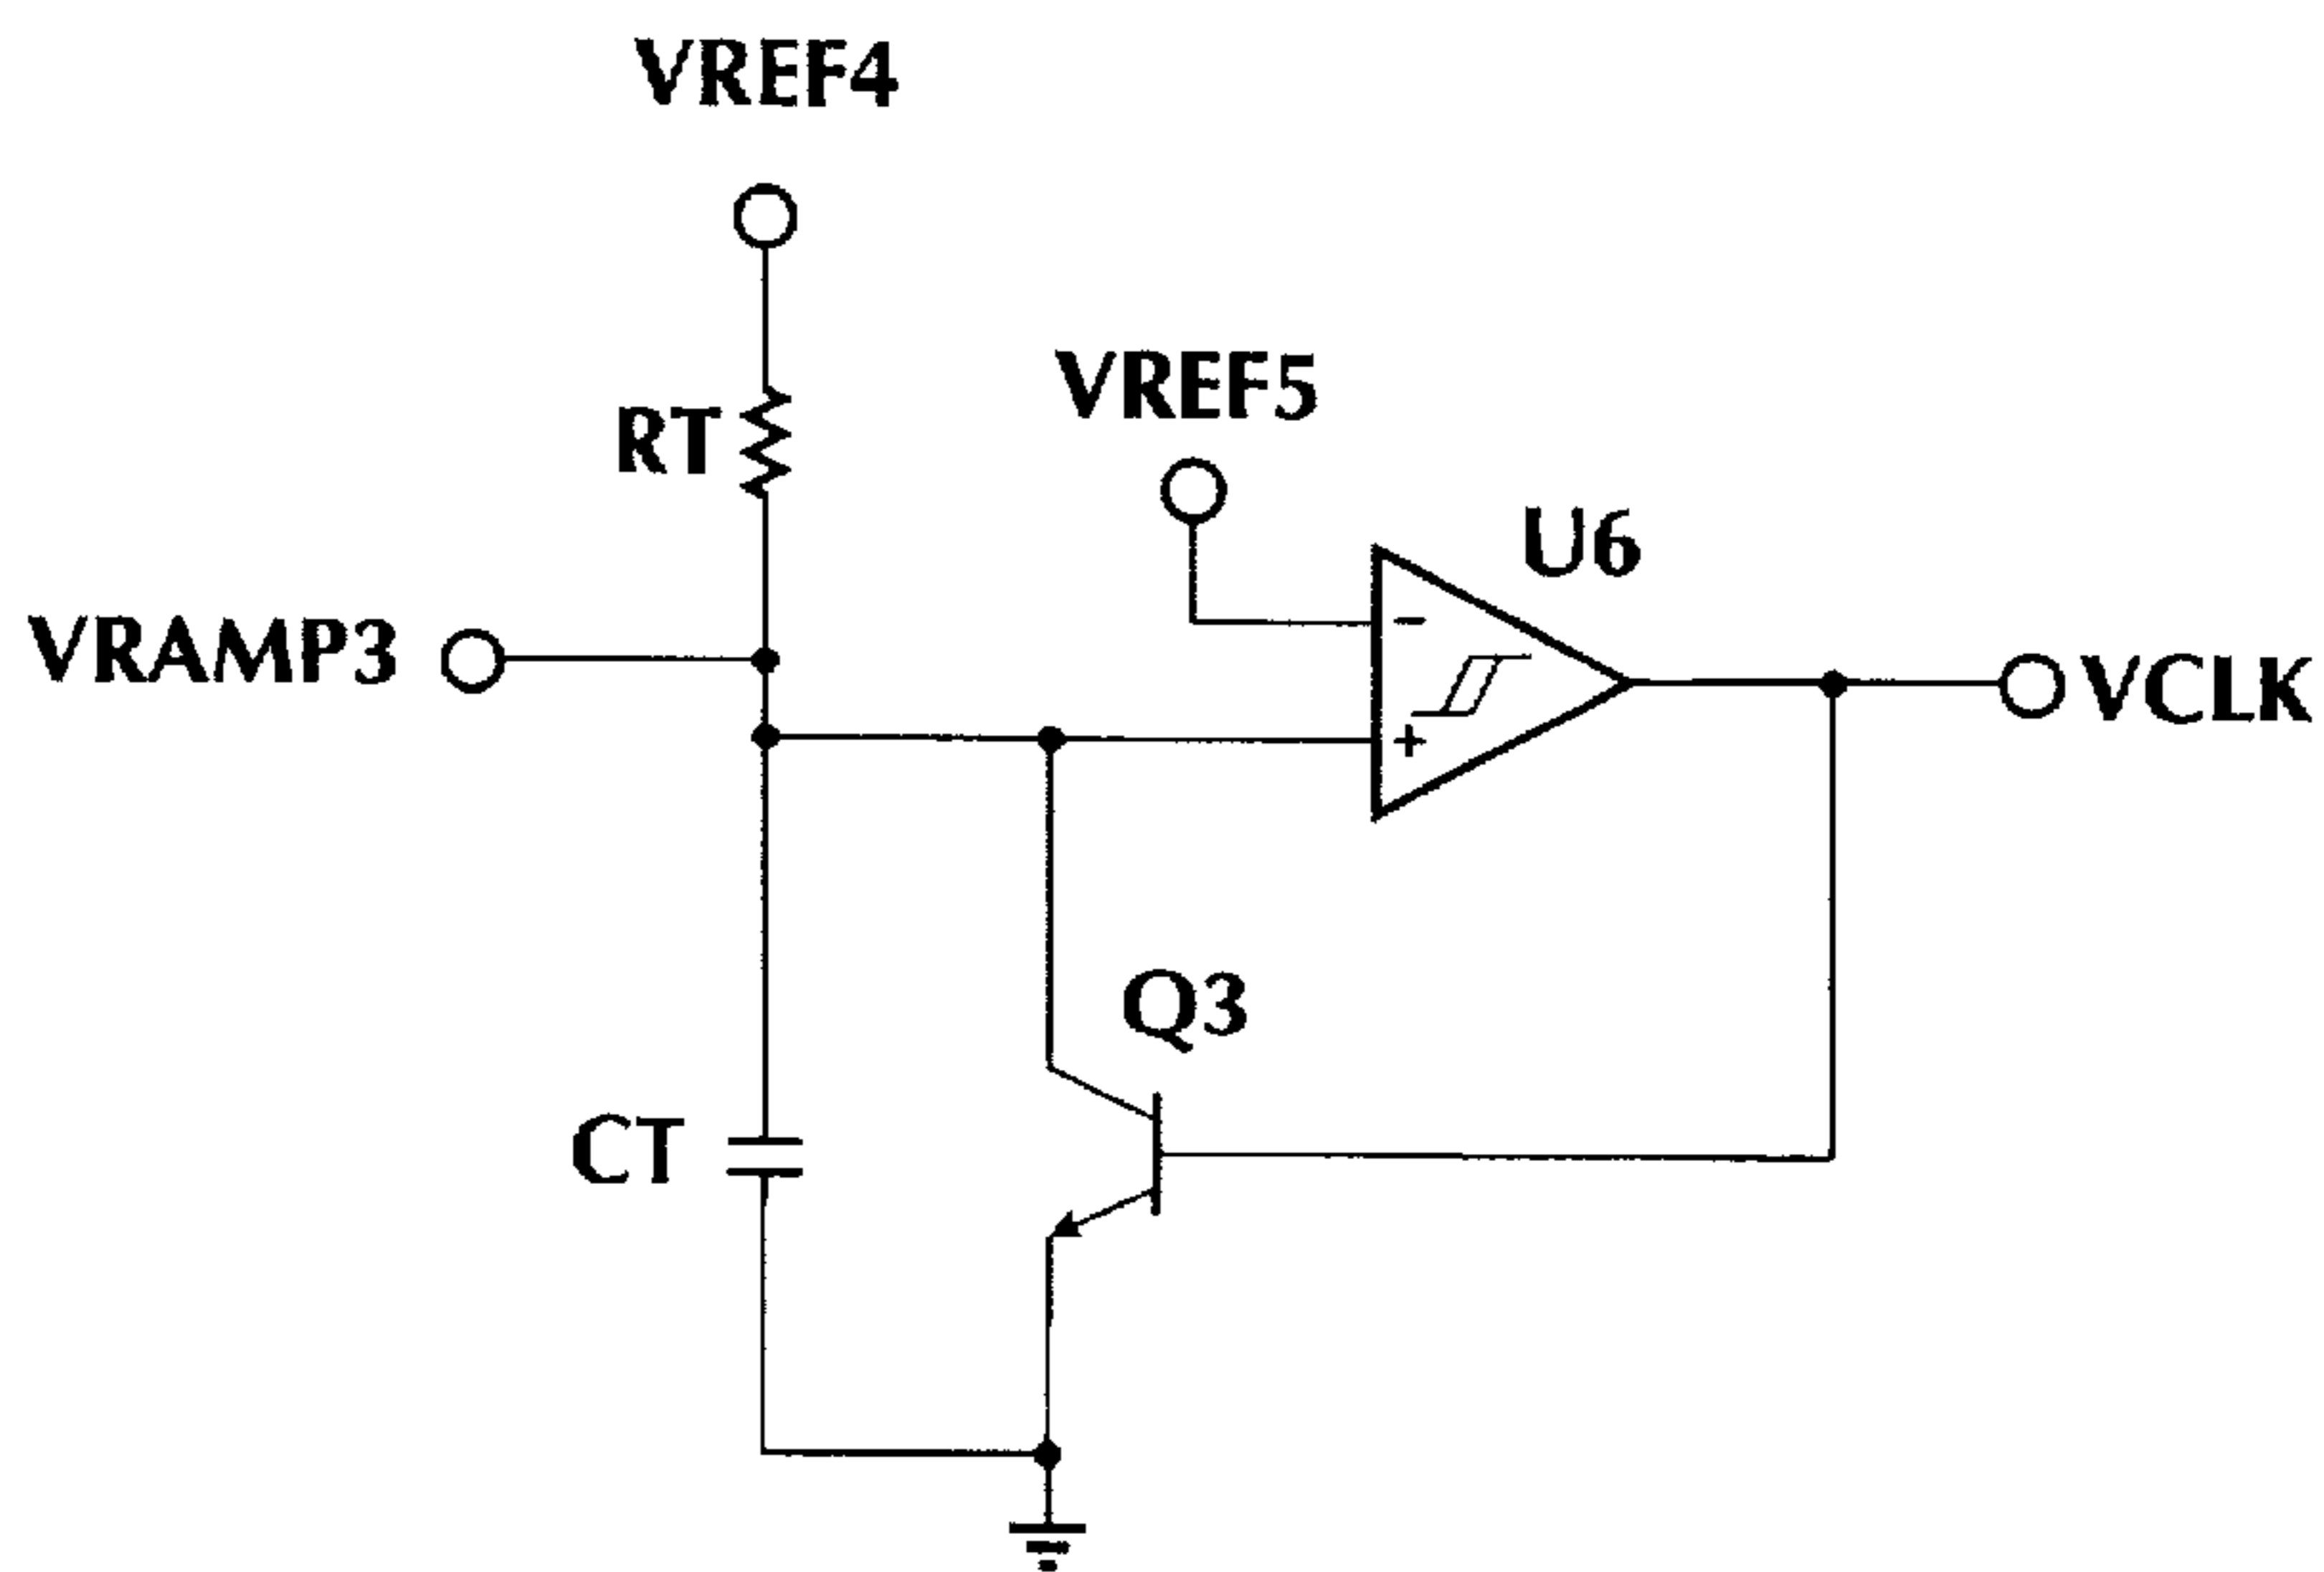 VREF4
VREF5
RT
U6
VRAMP3
VCLK
-
+
Q3
CT